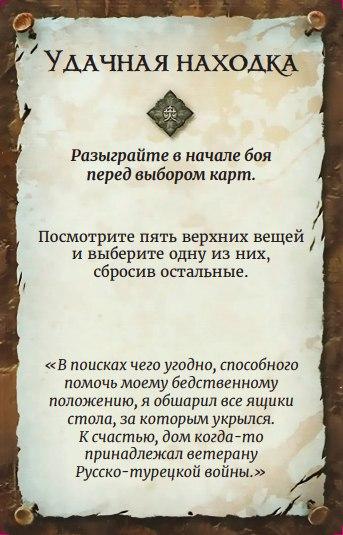 Удачная находка
Разыграйте в начале боя
перед выбором карт.
Посмотрите пять верхних вещей
и выберите одну из них,
сбросив остальные.
«В поисках чего угодно, способного
помочь моему бедственному
положению, я обшарил все ящики
стола, за которым укрылся.
К счастью, дом когда-то
принадлежал ветерану
Русско-турецкой войны.»